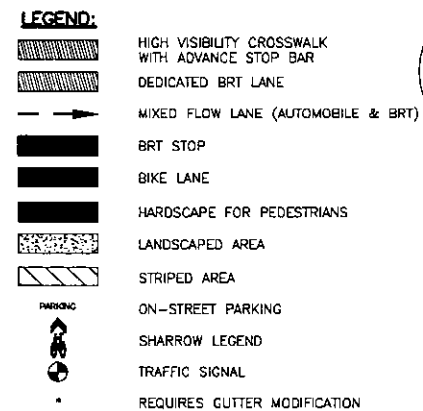 LEGEND:
HIGH VISIBILITY CROSSWALK
WITH ADVANCE STOP BAR
DEDICATED BRT LANE
MIXED FLOW LANE (AUTOMOBILE & BRT)
BRT STOP
BIKE LANE
HARDSCAPE FOR PEDESTRIANS
LANDSCAPED AREA
STRIPED AREA
PARKING ON-STREET PARKING
SHARROW LEGEND
TRAFFIC SIGNAL
* REQUIRES GUTTER MODIFICATION